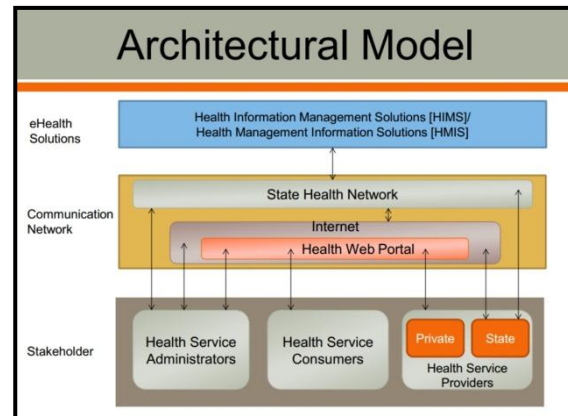 Architectural Model
eHealth
Solutions
Health Information Management Solutions [HIMS]/
Health Management Information Solutions [HMIS]
Communication
Network
State Health Network
Internet
Health Web Portal
Stakeholder
Health Service
Administrators
Health Service
Consumers
Private
State
Health Service
Providers